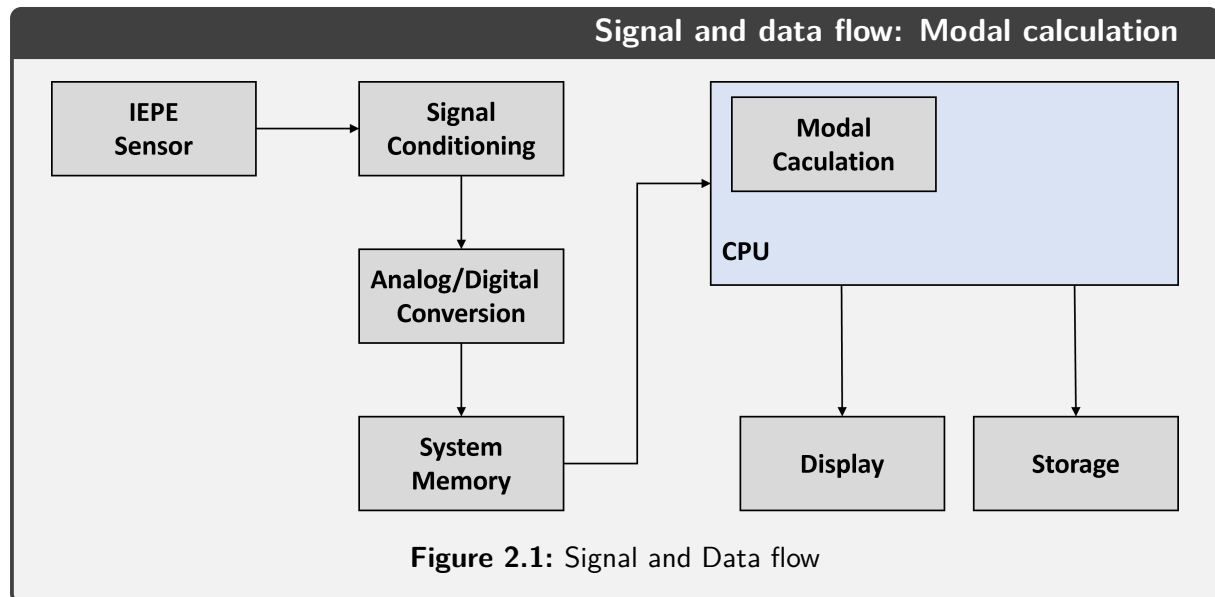 Signal and data flow: Modal calculation
IEPE
Sensor
Signal
Conditioning
Modal
Caculation
CPU
Analog/Digital
Conversion
System
Memory
Display
Storage
Figure 2.1: Signal and Data flow